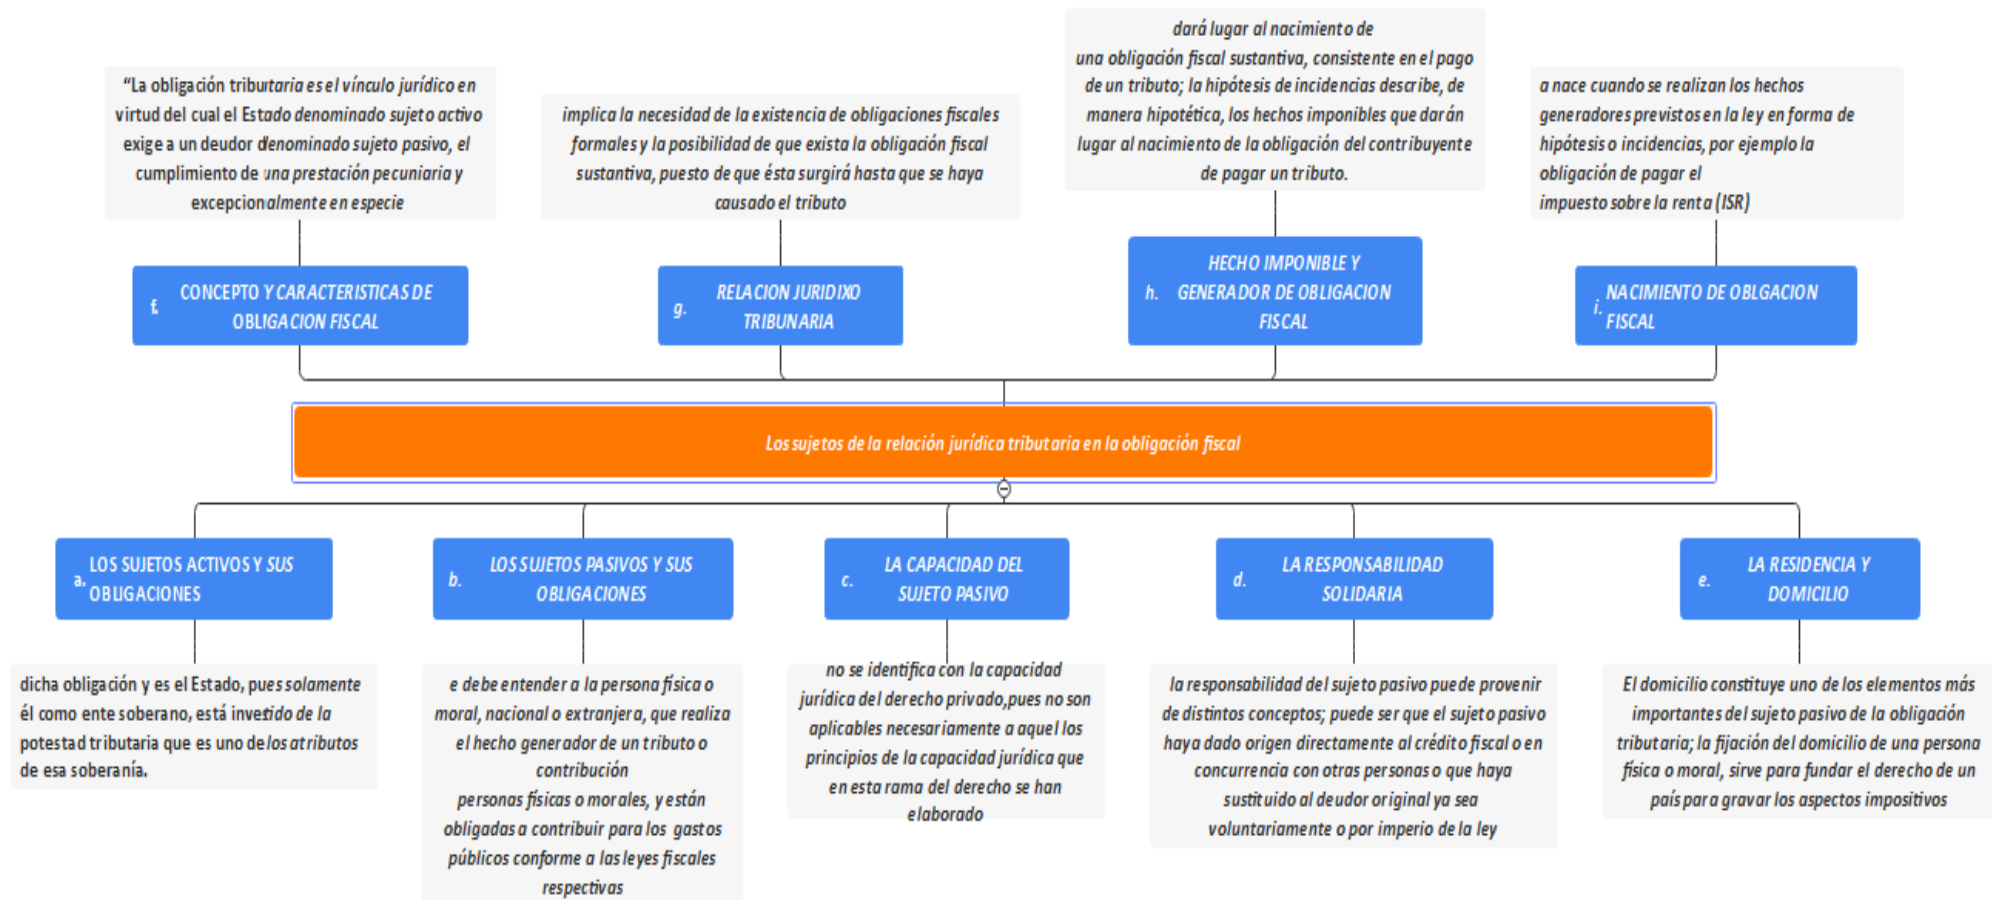 “La obligación tributaria es el vínculo jurídico en
virtud del cual el Estado denominado sujeto activo
exige a un deudor denominado sujeto pasivo, el
cumplimiento de una prestación pecuniaria y
excepcionalmente en especie
implica la necesidad de la existencia de obligaciones fiscales
formales y la posibilidad de que exista la obligación fiscal
sustantiva, puesto de que ésta surgirá hasta que se haya
causado el tributo
dará lugar al nacimiento de
una obligación fiscal sustantiva, consistente en el pago
de un tributo; la hipótesis de incidencias describe, de
manera hipotética, los hechos imponibles que darán
lugar al nacimiento de la obligación del contribuyente
de pagar un tributo.
a nace cuando se realizan los hechos
generadores previstos en la ley en forma de
hipótesis o incidencias, por ejemplo la
obligación de pagar el
impuesto sobre la renta (ISR)
f. CONCEPTO Y CARACTERISTICAS DE
OBLIGACION FISCAL
g. RELACION JURIDIXO
TRIBUNARIA
h. HECHO IMPONIBLE Y
GENERADOR DE OBLIGACION
FISCAL
i. NACIMIENTO DE OBLGACION
FISCAL
Los sujetos de la relación jurídica tributaria en la obligación fiscal
a. LOS SUJETOS ACTIVOS Y SUS
OBLIGACIONES
b. LOS SUJETOS PASIVOS Y SUS
OBLIGACIONES
c. LA CAPACIDAD DEL
SUJETO PASIVO
d. LA RESPONSABILIDAD
SOLIDARIA
e. LA RESIDENCIA Y
DOMICILIO
dicha obligación y es el Estado, pues solamente
él como ente soberano, está investido de la
potestad tributaria que es uno de los atributos
de esa soberanía.
e debe entender a la persona física o
moral, nacional o extranjera, que realiza
el hecho generador de un tributo o
contribución
personas físicas o morales, y están
obligadas a contribuir para los gastos
públicos conforme a las leyes fiscales
respectivas
no se identifica con la capacidad
jurídica del derecho privado,pues no son
aplicables necesariamente a aquel los
principios de la capacidad jurídica que
en esta rama del derecho se han
elaborado
la responsabilidad del sujeto pasivo puede provenir
de distintos conceptos; puede ser que el sujeto pasivo
haya dado origen directamente al crédito fiscal o en
concurrencia con otras personas o que haya
sustituido al deudor original ya sea
voluntariamente o por imperio de la ley
El domicilio constituye uno de los elementos más
importantes del sujeto pasivo de la obligación
tributaria; la fijación del domicilio de una persona
física o moral, sirve para fundar el derecho de un
país para gravar los aspectos impositivos